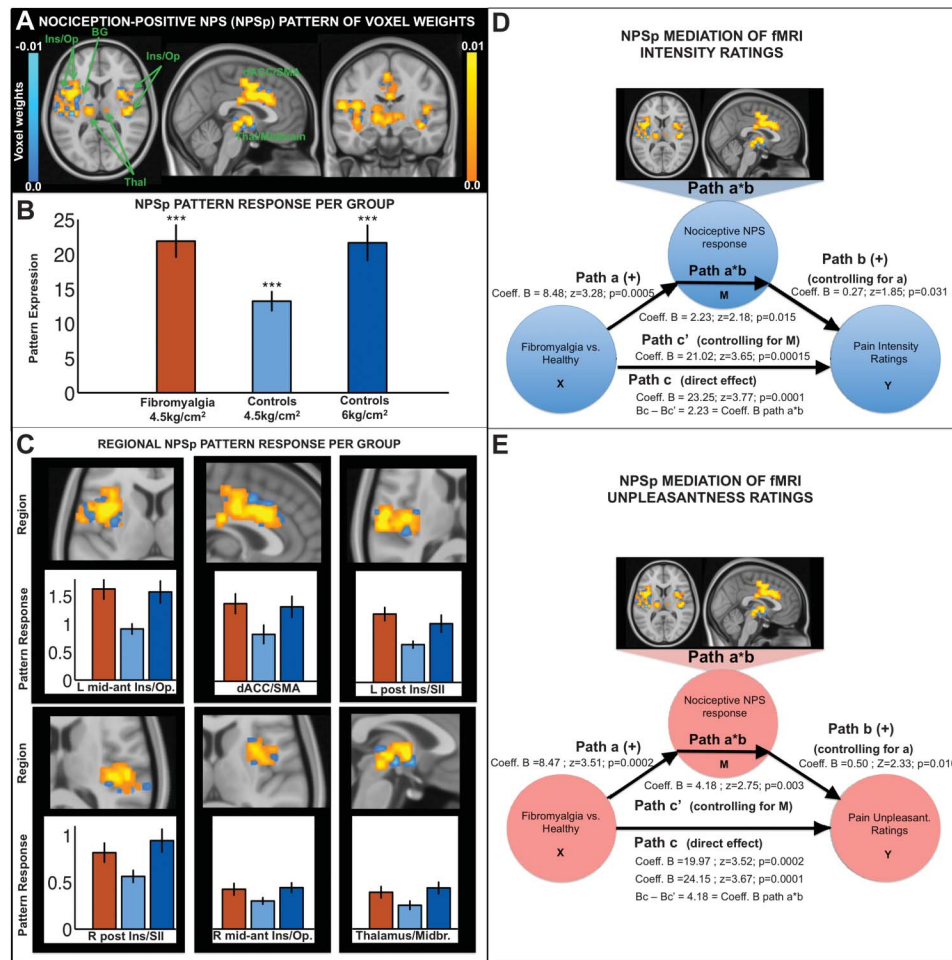 A NOCICEPTION-POSITIVE NPS (NPSp) PATTERN OF VOXEL WEIGHTS
-0.01
Voxel weights
0.0
Ins/Op
BG
Ins/Op
Thal
dACC/SMA
Thal/Midbrain
0.01
0.0
B NPSp PATTERN RESPONSE PER GROUP
Pattern Expression
25
20
15
10
5
0
***
***
***
Fibromyalgia
4.5kg/cm²
Controls
4.5kg/cm²
Controls
6kg/cm²
C REGIONAL NPSp PATTERN RESPONSE PER GROUP
Region
Pattern Response
1.5
1
0.5
0
L mid-ant Ins/Op.
dACC/SMA
L post Ins/SII
Region
Pattern Response
1
0.5
0
R post Ins/SII
R mid-ant Ins/Op.
Thalamus/Midbr.
D
NPSp MEDIATION OF fMRI
INTENSITY RATINGS
Path a*b
Nociceptive NPS
response
Path a*b
M
Path a (+)
Coeff. B = 8.48; z=3.28; p=0.0005
Path b (+)
(controlling for a)
Coeff. B = 0.27; z=1.85; p=0.031
Coeff. B = 2.23; z=2.18; p=0.015
Path c' (controlling for M)
Coeff. B = 21.02; z=3.65; p=0.00015
Fibromyalgia vs.
Healthy
X
Pain Intensity
Ratings
Y
Path c (direct effect)
Coeff. B = 23.25; z=3.77; p=0.0001
Bc – Bc' = 2.23 = Coeff. B path a*b
E
NPSp MEDIATION OF fMRI
UNPLEASANTNESS RATINGS
Path a*b
Nociceptive NPS
response
Path a*b
M
Path a (+)
Coeff. B =8.47 ; z=3.51; p=0.0002
Path b (+)
(controlling for a)
Coeff. B =0.50 ; Z=2.33; p=0.010
Coeff. B = 4.18 ; z=2.75; p=0.003
Path c' (controlling for M)
Fibromyalgia vs.
Healthy
X
Pain Unpleasant.
Ratings
Y
Path c (direct effect)
Coeff. B =19.97 ; z=3.52; p=0.0002
Coeff. B =24.15 ; z=3.67; p=0.0001
Bc – Bc' = 4.18 = Coeff. B path a*b